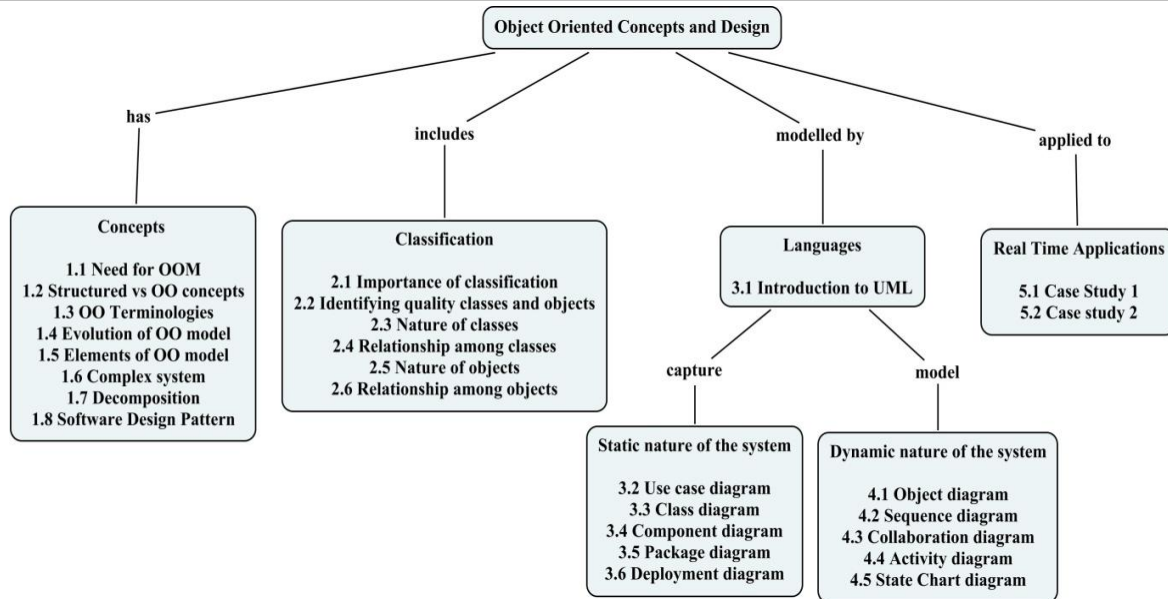 Object Oriented Concepts and Design
has
includes
modelled by
applied to
Concepts
1.1 Need for OOM
1.2 Structured vs OO concepts
1.3 OO Terminologies
1.4 Evolution of OO model
1.5 Elements of OO model
1.6 Complex system
1.7 Decomposition
1.8 Software Design Pattern
Classification
2.1 Importance of classification
2.2 Identifying quality classes and objects
2.3 Nature of classes
2.4 Relationship among classes
2.5 Nature of objects
2.6 Relationship among objects
Languages
3.1 Introduction to UML
Real Time Applications
5.1 Case Study 1
5.2 Case study 2
capture
model
Static nature of the system
3.2 Use case diagram
3.3 Class diagram
3.4 Component diagram
3.5 Package diagram
3.6 Deployment diagram
Dynamic nature of the system
4.1 Object diagram
4.2 Sequence diagram
4.3 Collaboration diagram
4.4 Activity diagram
4.5 State Chart diagram